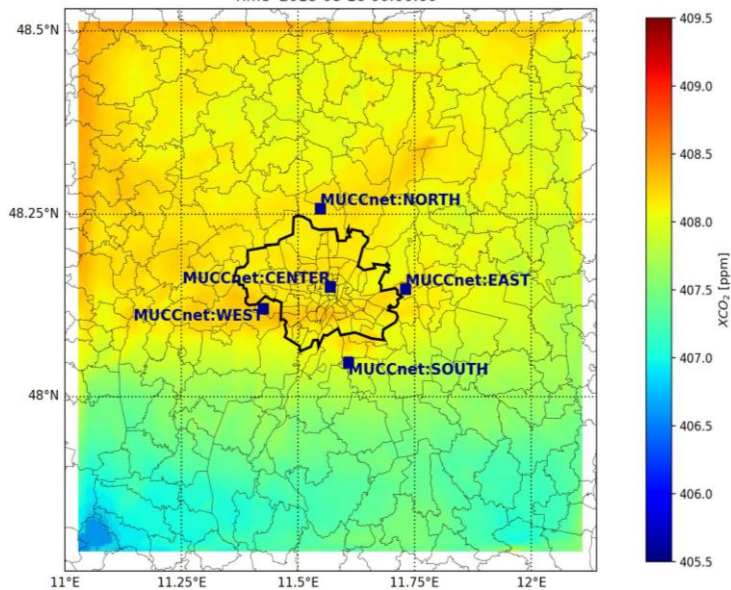 48.5°N
48.25°N
48°N
11°E
11.25°E
11.5°E
11.75°E
12°E
MUCCnet:NORTH
MUCCnet:CENTER
MUCCnet:EAST
MUCCnet:WEST
MUCCnet:SOUTH
409.5
409.0
408.5
408.0
407.5
407.0
406.5
406.0
405.5
XCO₂ [ppm]